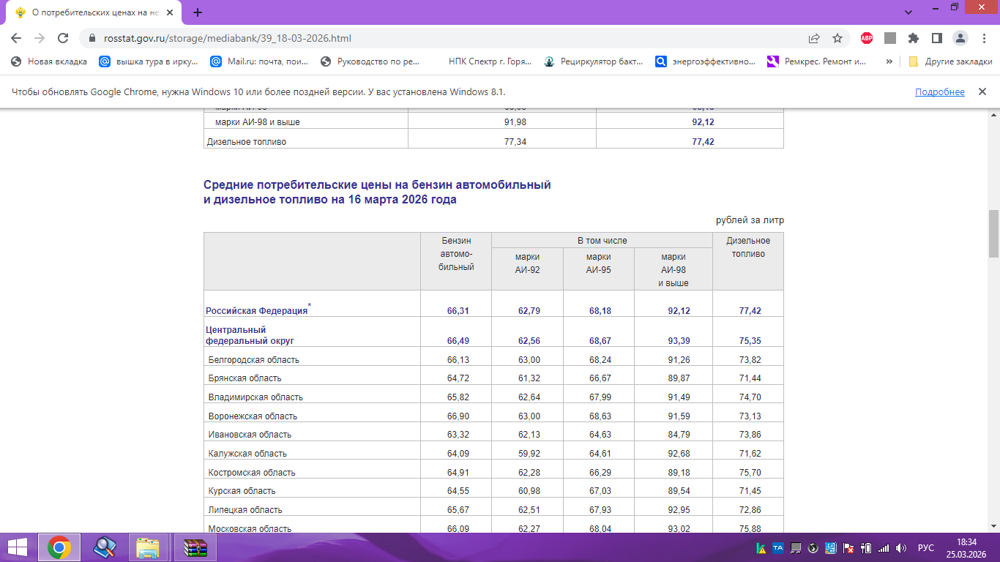 О потребительских ценах на не
rosstat.gov.ru/storage/mediabank/39_18-03-2026.html
ABP
Новая вкладка
вышка тура в ирку...
Mail.ru: почта, пои...
Руководство по ре...
НПК Спектр г. Горя...
Рециркулятор бакт...
энергоэффективно...
Ремкрес. Ремонт и...
»
Другие закладки
Чтобы обновлять Google Chrome, нужна Windows 10 или более поздней версии. У вас установлена Windows 8.1.
Подробнее
марки АИ-98 и выше 91,98 92,12
Дизельное топливо 77,34 77,42
Средние потребительские цены на бензин автомобильный
и дизельное топливо на 16 марта 2026 года
рублей за литр
Бензин
автомо-
бильный
В том числе
марки
АИ-92
марки
АИ-95
марки
АИ-98
и выше
Дизельное
топливо
Российская Федерация* 66,31 62,79 68,18 92,12 77,42
Центральный
федеральный округ 66,49 62,56 68,67 93,39 75,35
Белгородская область 66,13 63,00 68,24 91,26 73,82
Брянская область 64,72 61,32 66,67 89,87 71,44
Владимирская область 65,82 62,64 67,99 91,49 74,70
Воронежская область 66,90 63,00 68,63 91,59 73,13
Ивановская область 63,32 62,13 64,63 84,79 73,86
Калужская область 64,09 59,92 64,61 92,68 71,62
Костромская область 64,91 62,28 66,29 89,18 75,70
Курская область 64,55 60,98 67,03 89,54 71,45
Липецкая область 65,67 62,51 67,93 92,95 72,86
Московская область 66,09 62,27 68,04 93,02 75,88
TA
РУС
18:34
25.03.2026